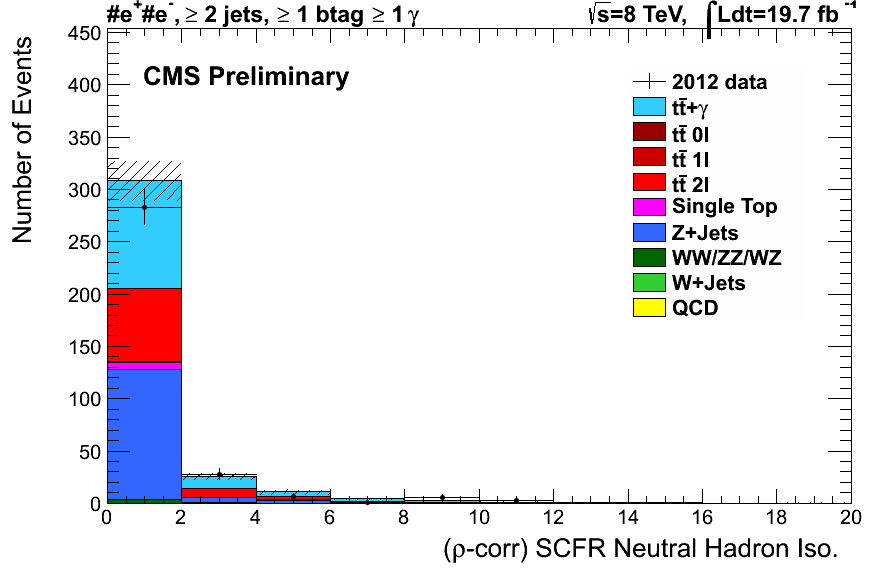 #e⁺#e⁻, ≥ 2 jets, ≥ 1 btag ≥ 1 γ
√s=8 TeV, ∫Ldt=19.7 fb⁻¹
CMS Preliminary
2012 data
tt̄+γ
tt̄ 0l
tt̄ 1l
tt̄ 2l
Single Top
Z+Jets
WW/ZZ/WZ
W+Jets
QCD
Number of Events
450
400
350
300
250
200
150
100
50
0
0 2 4 6 8 10 12 14 16 18 20
(ρ-corr) SCFR Neutral Hadron Iso.